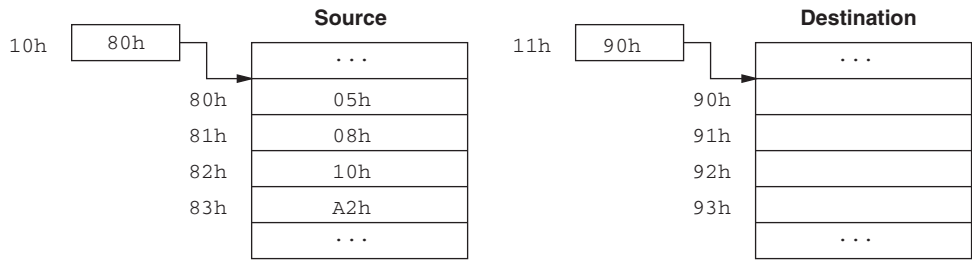 Source
Destination
10h 80h
11h 90h
...
...
80h 05h
90h
81h 08h
91h
82h 10h
92h
83h A2h
93h
...
...